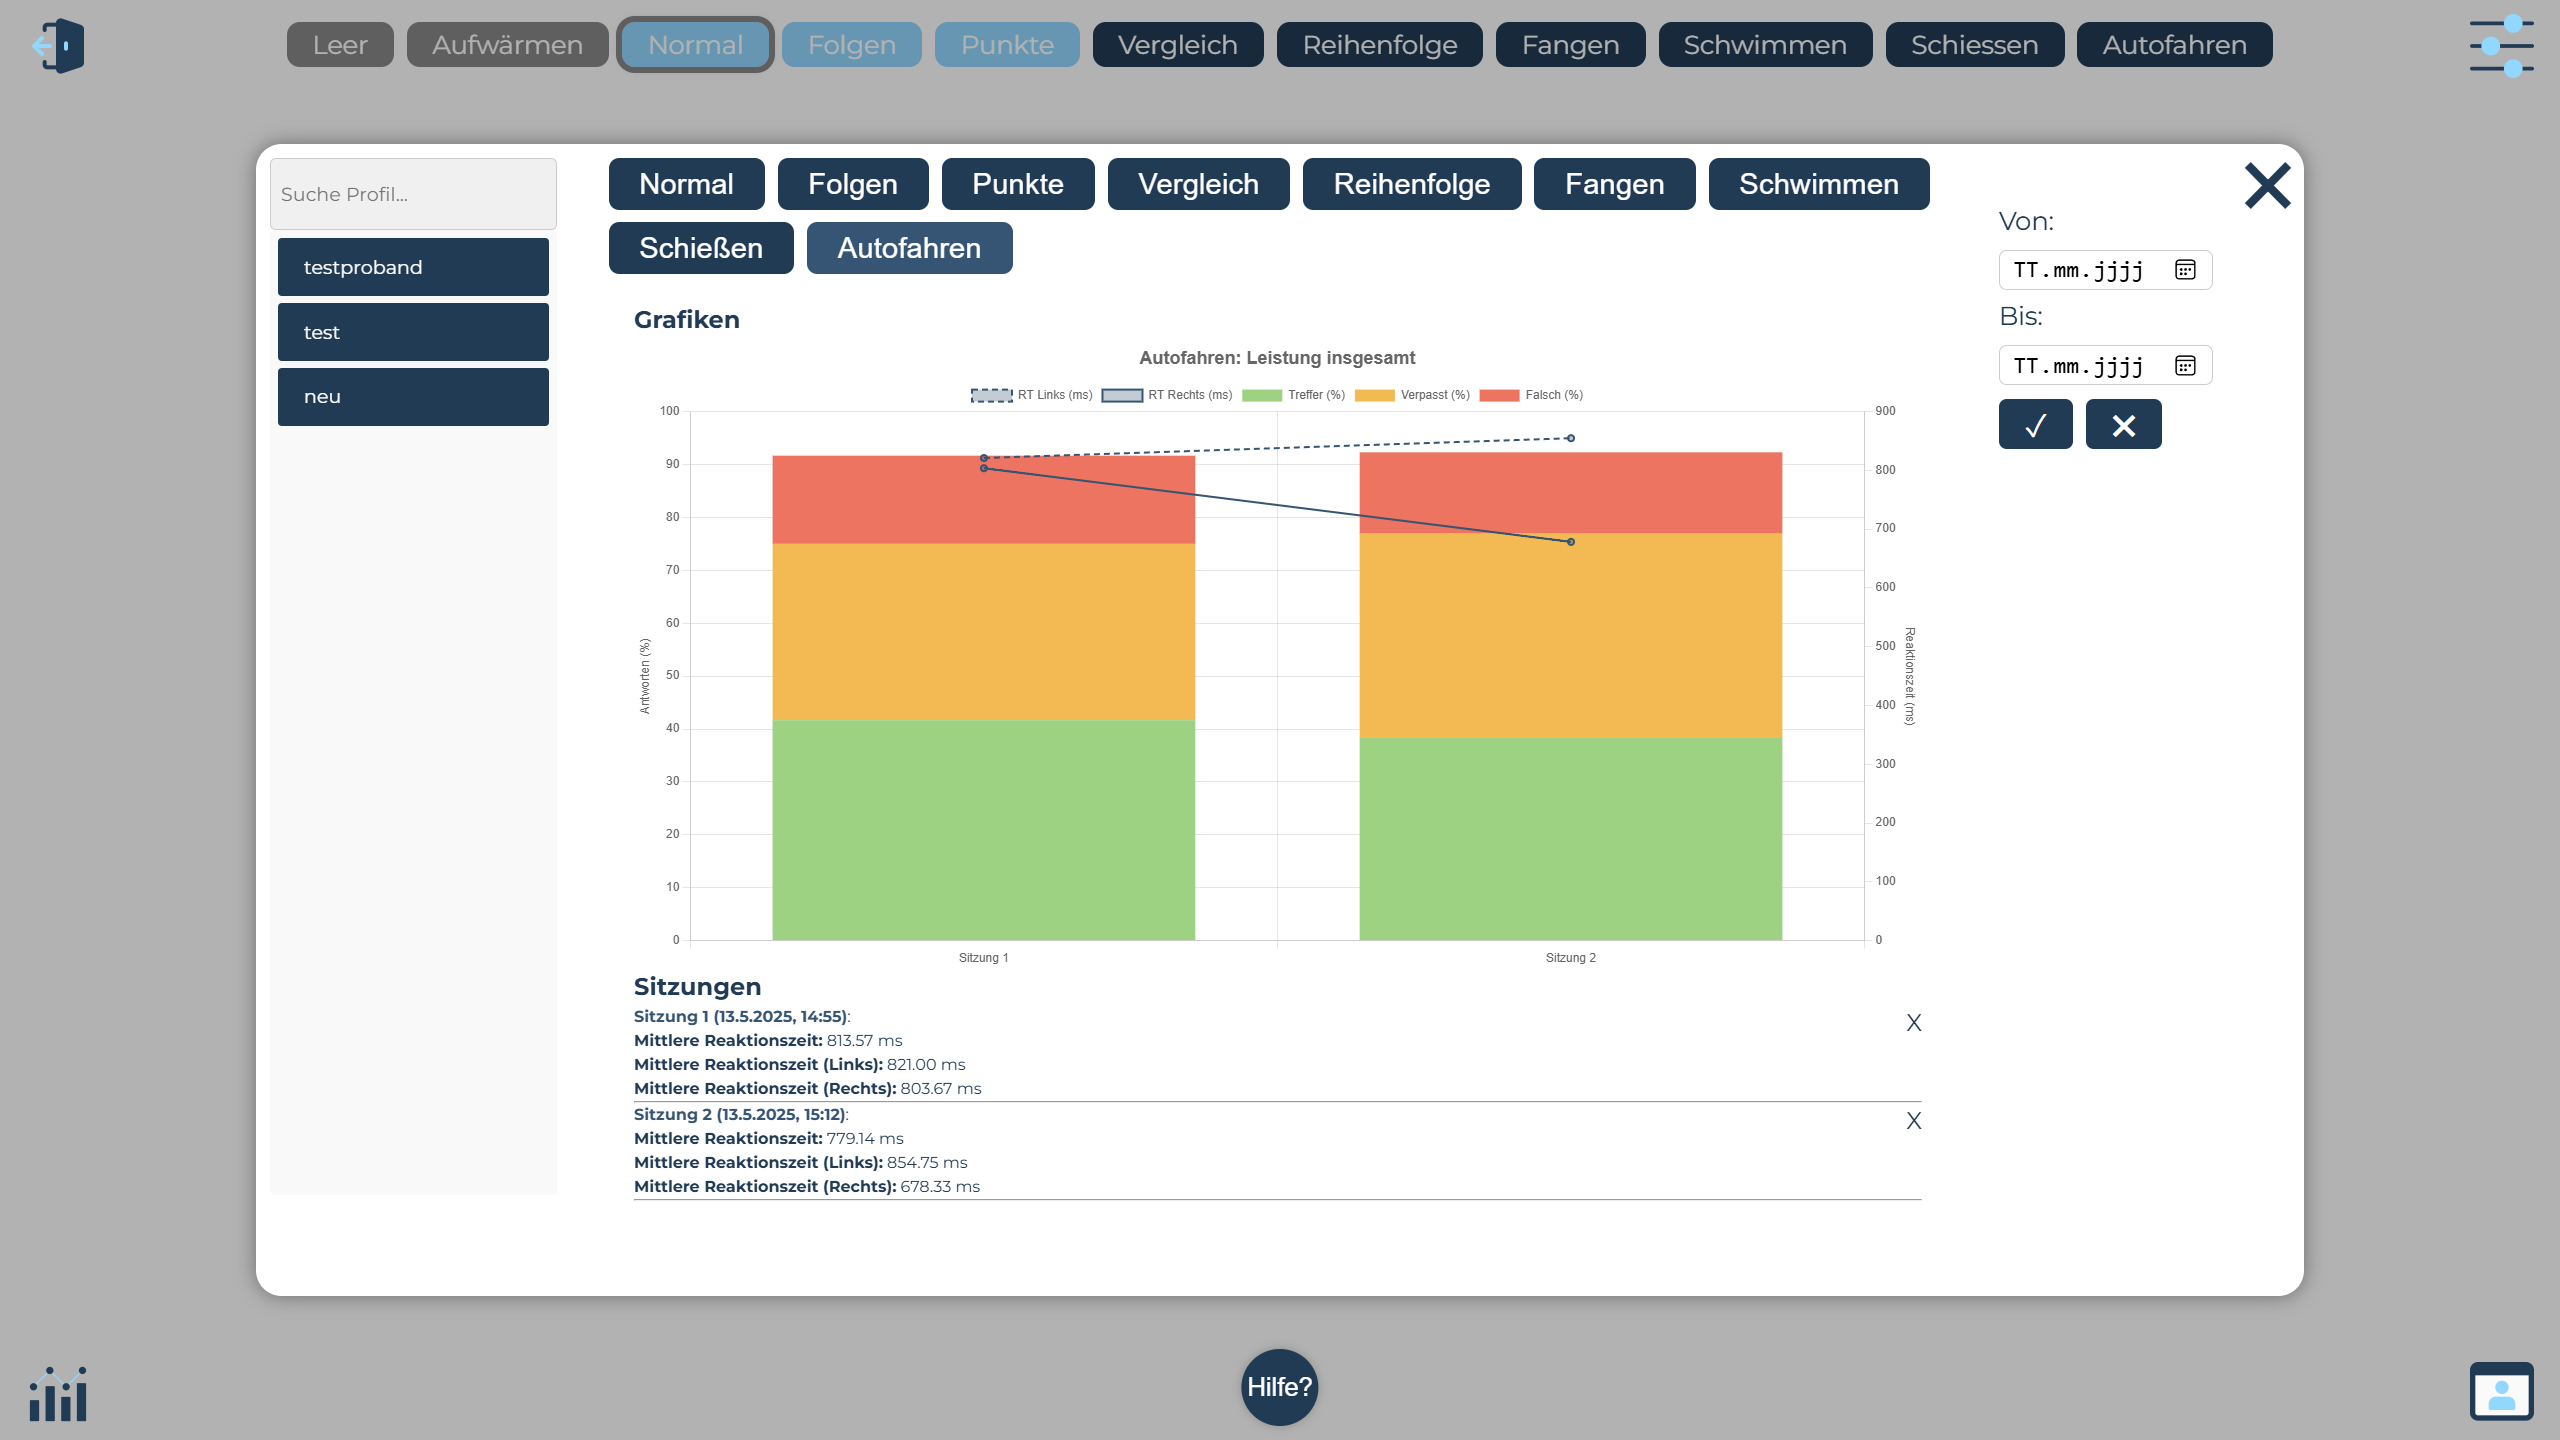 Leer Aufwärmen Normal Folgen Punkte Vergleich Reihenfolge Fangen Schwimmen Schiessen Autofahren
Suche Profil...
testproband
test
neu
Normal Folgen Punkte Vergleich Reihenfolge Fangen Schwimmen
Schießen Autofahren
Von:
TT.mm.jjjj
Bis:
TT.mm.jjjj
Grafiken
Autofahren: Leistung insgesamt
RT Links (ms) RT Rechts (ms) Treffer (%) Verpasst (%) Falsch (%)
Antworten (%)
100
90
80
70
60
50
40
30
20
10
0
900
800
700
600
500
400
300
200
100
0
Reaktionszeit (ms)
Sitzung 1 Sitzung 2
Sitzungen
Sitzung 1 (13.5.2025, 14:55): X
Mittlere Reaktionszeit: 813.57 ms
Mittlere Reaktionszeit (Links): 821.00 ms
Mittlere Reaktionszeit (Rechts): 803.67 ms
Sitzung 2 (13.5.2025, 15:12): X
Mittlere Reaktionszeit: 779.14 ms
Mittlere Reaktionszeit (Links): 854.75 ms
Mittlere Reaktionszeit (Rechts): 678.33 ms
Hilfe?